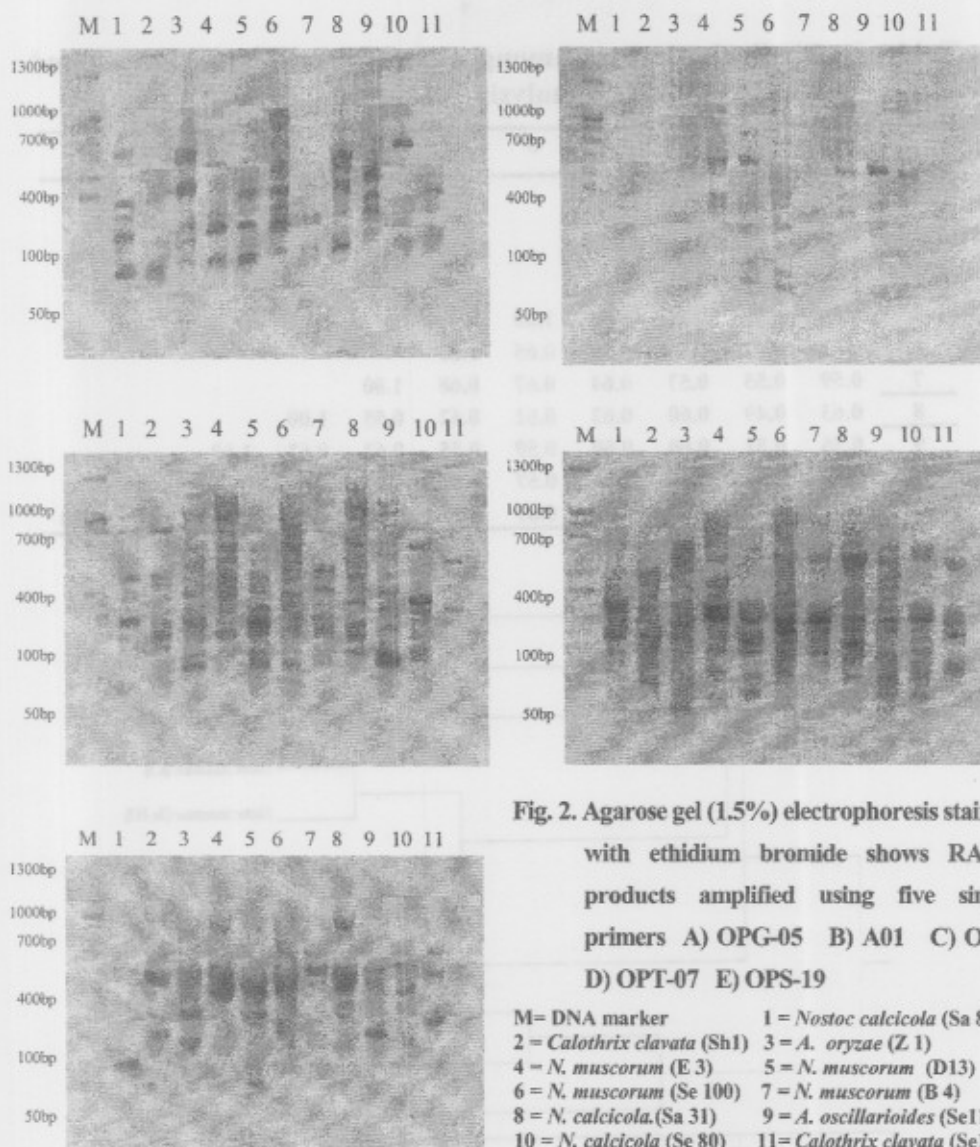 M 1 2 3 4 5 6 7 8 9 10 11
1300bp
1000bp
700bp
400bp
100bp
50bp
M 1 2 3 4 5 6 7 8 9 10 11
1300bp
1000bp
700bp
400bp
100bp
50bp
M 1 2 3 4 5 6 7 8 9 10 11
1300bp
1000bp
700bp
400bp
100bp
50bp
M 1 2 3 4 5 6 7 8 9 10 11
1300bp
1000bp
700bp
400bp
100bp
50bp
M 1 2 3 4 5 6 7 8 9 10 11
1300bp
1000bp
700bp
400bp
100bp
50bp
Fig. 2. Agarose gel (1.5%) electrophoresis
with ethidium bromide shows
products amplified using five
primers A) OPG-05 B) A01 C)
D) OPT-07 E) OPS-19
M= DNA marker 1 = Nostoc calcicola (Sa
2 = Calothrix clavata (Sh1) 3 = A. oryzae (Z 1)
4 = N. muscorum (E 3) 5 = N. muscorum (D13)
6 = N. muscorum (Se 100) 7 = N. muscorum (B 4)
8 = N. calcicola.(Sa 31) 9 = A. oscillarioides
10 = N. calcicola (Se 80) 11= Calothrix clavata